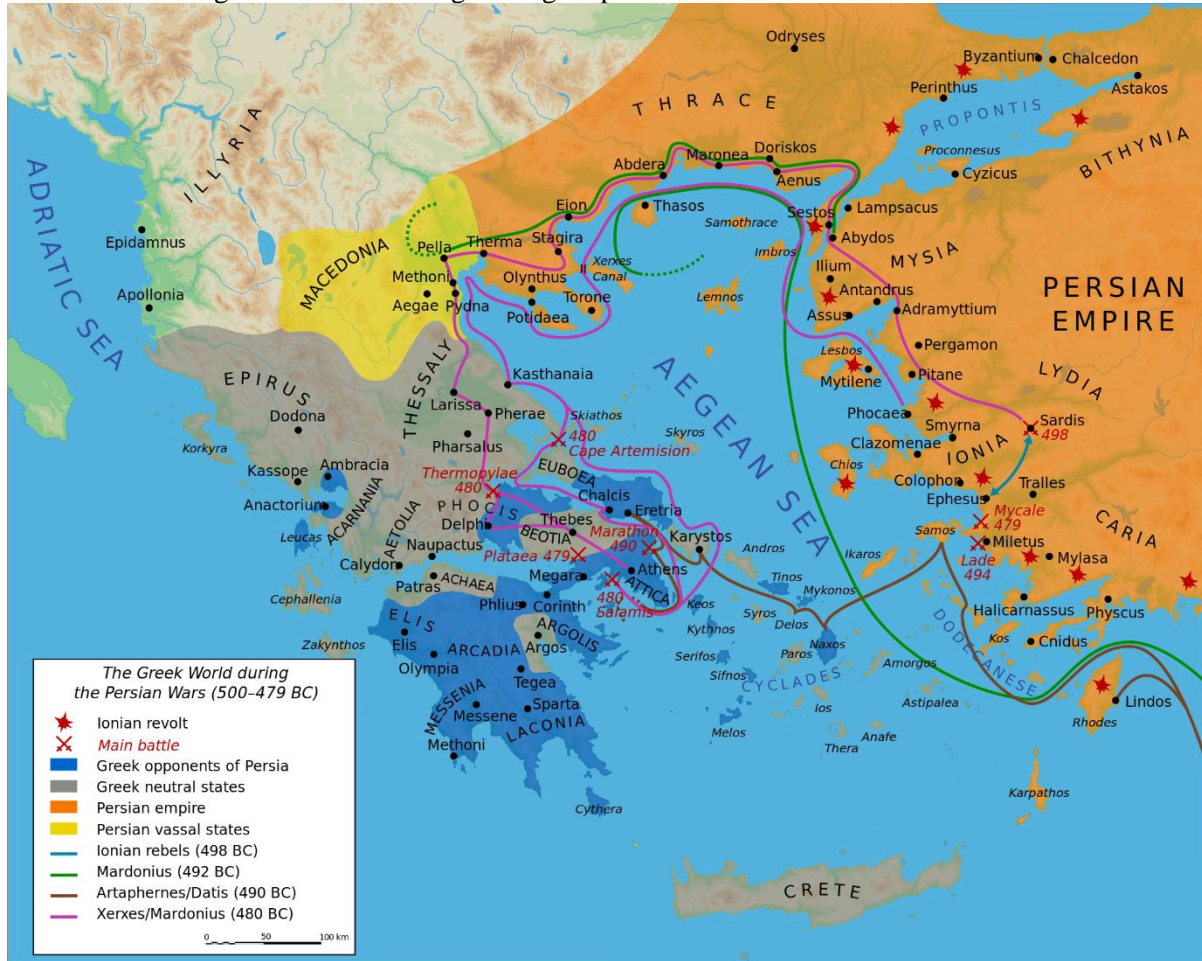 Odryses
Byzantium
Chalcedon
Perinthus
Astakos
THRACE
PROPONTIS
BITHYNIA
ILLYRIA
ADRIATIC SEA
Doriskos
Maronea
Abdera
Aenus
Proconnesus
Cyzicus
Eion
Thasos
Samothrace
Sestos
Lampsacus
Epidamnus
MACEDONIA
Pella
Therma
Stagira
Imbros
Abydos
Xerxes
Canal
Methoni
Olynthus
Ilium
MYSIA
Apollonia
Aegae
Pydna
Torone
Lemnos
Antandrus
PERSIAN
EMPIRE
Potidaea
Assus
Adramyttium
THESSALY
AEGEAN SEA
Lesbos
Pergamon
EPIRUS
Kasthanaia
Mytilene
Pitane
LYDIA
Dodona
Larissa
Pherae
Skiathos
Phocaea
Sardis
498
Korkyra
Pharsalus
480
Cape Artemision
Skyros
Smyrna
Clazomenae
IONIA
Kassope
Ambracia
Thermopylae
480
EUBOEA
Chios
Colophon
Tralles
Ephesus
Anactorium
ACARNANIA
PHOCIS
Chalcis
Eretria
Mycale
479
Leucas
AETOLIA
Delphi
Thebes
Marathon
490
Samos
CARIA
BEOTIA
Karystos
Miletus
Naupactus
Plataea 479
Andros
Ikaros
Lade
494
Mylasa
Calydon
Athens
Patras
ACHAEA
Megara
ATTICA
Tinos
Mykonos
Cephallenia
Phlius
Corinth
480
Salamis
Keos
Syros
Delos
Halicarnassus
Physcus
ELIS
ARGOLIS
Kythnos
DODECANESE
Zakynthos
Elis
Argos
Paros
Naxos
Kos
Cnidus
ARCADIA
Serifos
Olympia
Sifnos
Amorgos
Tegea
CYCLADES
MESSENIA
Astipalea
Lindos
Messene
Sparta
LACONIA
Ios
Rhodes
Melos
Anafe
Methoni
Thera
Karpathos
Cythera
CRETE
The Greek World during
the Persian Wars (500–479 BC)
Ionian revolt
Main battle
Greek opponents of Persia
Greek neutral states
Persian empire
Persian vassal states
Ionian rebels (498 BC)
Mardonius (492 BC)
Artaphernes/Datis (490 BC)
Xerxes/Mardonius (480 BC)
0 50 100 km